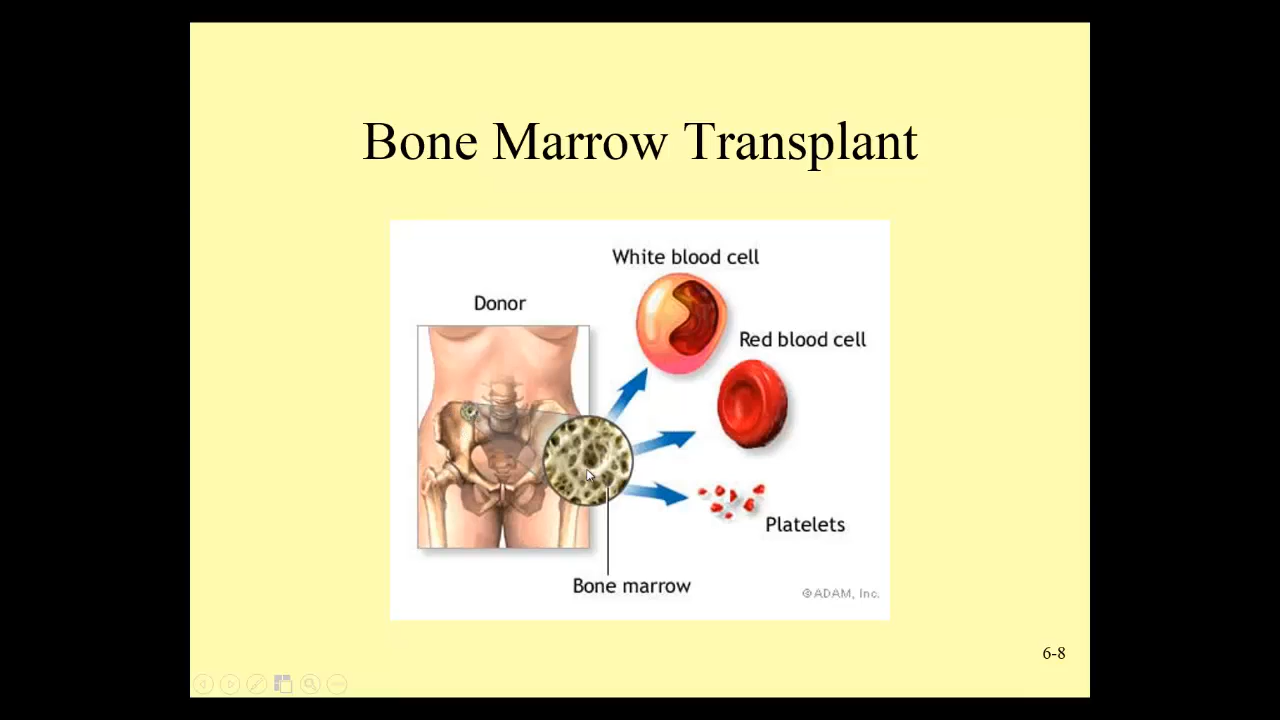 Bone Marrow Transplant
White blood cell
Donor
Red blood cell
Platelets
Bone marrow
©ADAM, Inc.
6-8